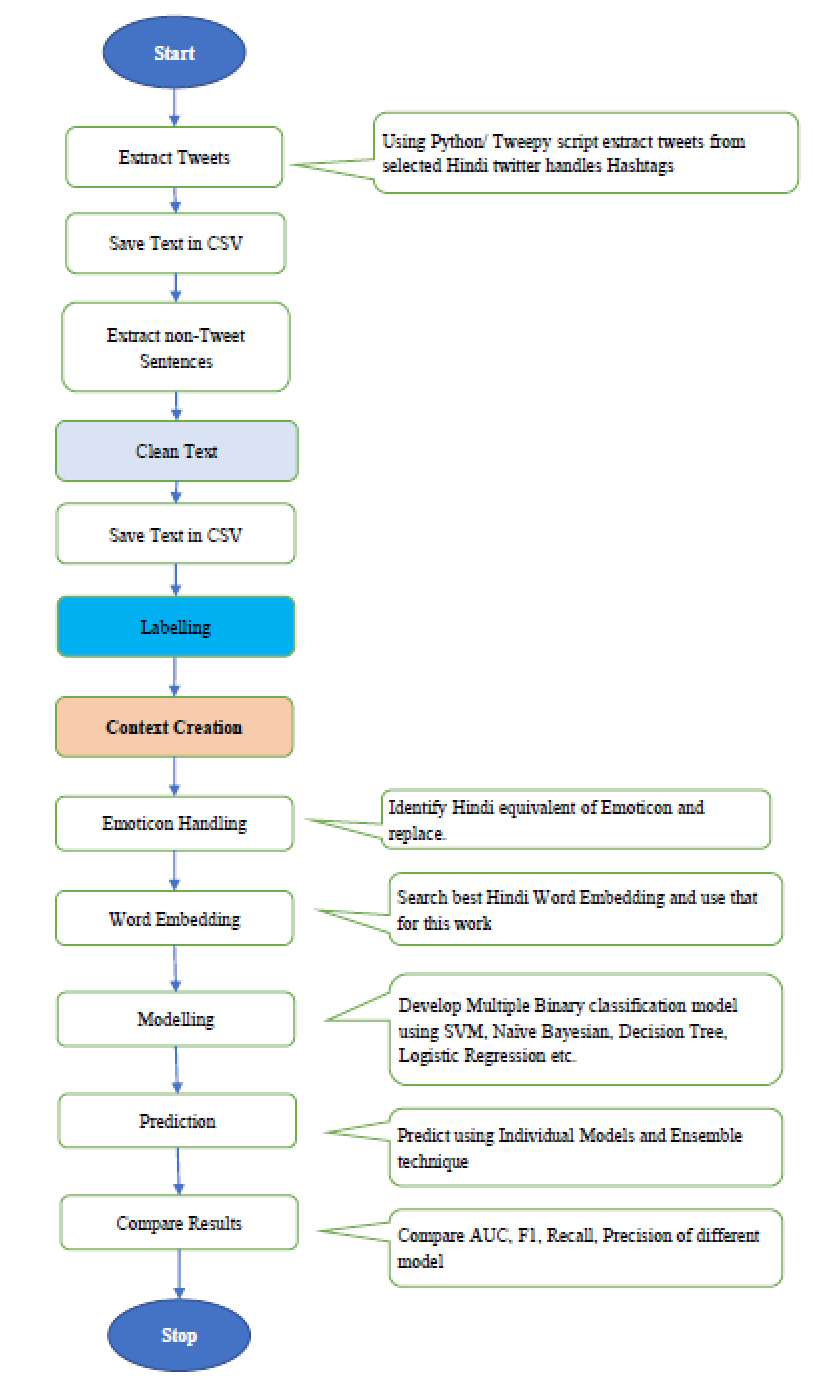 Start
Extract Tweets
Using Python/ Tweepy script extract tweets from
selected Hindi twitter handles Hashtags
Save Text in CSV
Extract non-Tweet
Sentences
Clean Text
Save Text in CSV
Labelling
Context Creation
Emoticon Handling
Identify Hindi equivalent of Emoticon and
replace.
Word Embedding
Search best Hindi Word Embedding and use that
for this work
Modelling
Develop Multiple Binary classification model
using SVM, Naïve Bayesian, Decision Tree,
Logistic Regression etc.
Prediction
Predict using Individual Models and Ensemble
technique
Compare Results
Compare AUC, F1, Recall, Precision of different
model
Stop